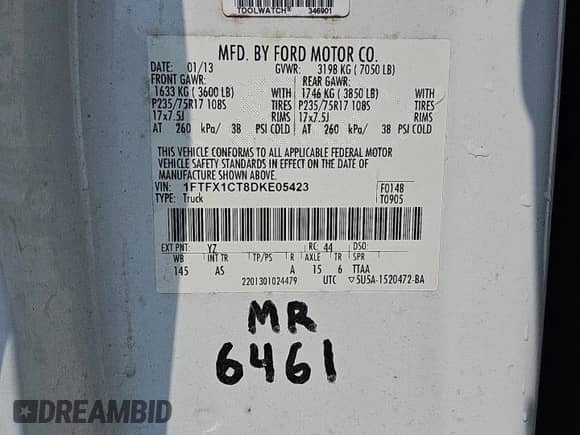 TOOLWATCH® 346901
MFD. BY FORD MOTOR CO.
DATE: 01/13 GVWR: 3198 KG ( 7050 LB)
FRONT GAWR: REAR GAWR:
1633 KG ( 3600 LB) 1746 KG ( 3850 LB)
P235/75R17 108S TIRES P235/75R17 108S TIRES
17x7.5J RIMS 17x7.5J RIMS
AT 260 kPa/ 38 PSI COLD AT 260 kPa/ 38 PSI COLD
THIS VEHICLE CONFORMS TO ALL APPLICABLE FEDERAL MOTOR
VEHICLE SAFETY STANDARDS IN EFFECT ON THE DATE OF
MANUFACTURE SHOWN ABOVE.
VIN: 1FTFX1CT8DKE05423 F0148
TYPE: Truck T0905
EXT PNT: YZ RC: 44 DSO:
WB INT TR TP/PS R AXLE TR SPR
145 AS A 15 6 TTAA
2201301024479 UTC ▽5U5A-1520472-BA
MR
6461
DREAMBID